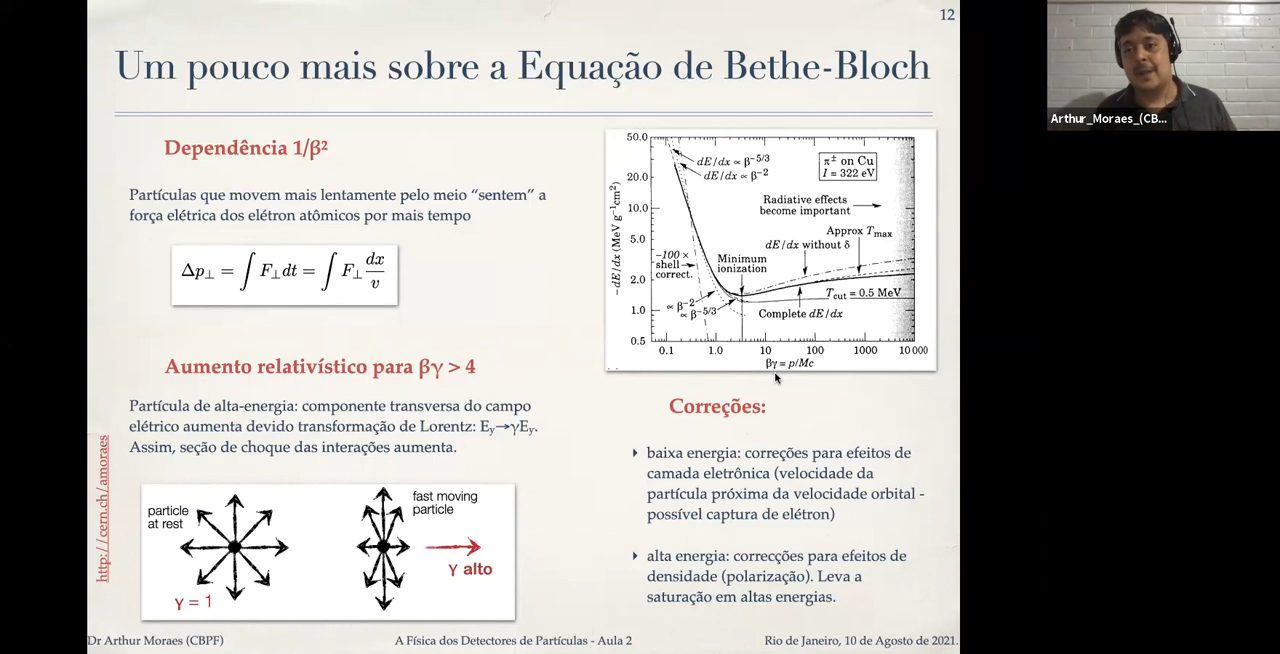 12
Um pouco mais sobre a Equação de Bethe-Bloch
Dependência 1/β²
Partículas que movem mais lentamente pelo meio “sentem” a
força elétrica dos elétron atômicos por mais tempo
Δp⊥ = ∫ F⊥dt = ∫ F⊥ dx/v
Aumento relativístico para βγ > 4
Partícula de alta-energia: componente transversa do campo
elétrico aumenta devido transformação de Lorentz: Ey→γEy.
Assim, seção de choque das interações aumenta.
particle
at rest
γ = 1
fast moving
particle
γ alto
http://cern.ch/amoraes
−dE/dx (MeV g⁻¹cm²)
50.0
20.0
10.0
5.0
2.0
1.0
0.5
dE/dx ∝ β⁻⁵/³
dE/dx ∝ β⁻²
π± on Cu
I = 322 eV
Radiative effects
become important
Approx Tmax
dE/dx without δ
−100 ×
shell
correct.
Minimum
ionization
∝ β⁻²
∝ β⁻⁵/³
Tcut = 0.5 MeV
Complete dE/dx
0.1 1.0 10 100 1000 10 000
βγ = p/Mc
Correções:
baixa energia: correções para efeitos de
camada eletrônica (velocidade da
partícula próxima da velocidade orbital -
possível captura de elétron)
alta energia: correcções para efeitos de
densidade (polarização). Leva a
saturação em altas energias.
Dr Arthur Moraes (CBPF)
A Física dos Detectores de Partículas - Aula 2
Rio de Janeiro, 10 de Agosto de 2021.
Arthur_Moraes_(CB...